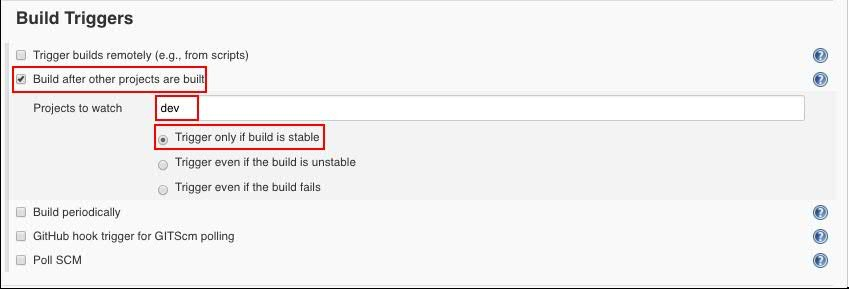 Build Triggers
Trigger builds remotely (e.g., from scripts)
Build after other projects are built
Projects to watch dev
Trigger only if build is stable
Trigger even if the build is unstable
Trigger even if the build fails
Build periodically
GitHub hook trigger for GITScm polling
Poll SCM